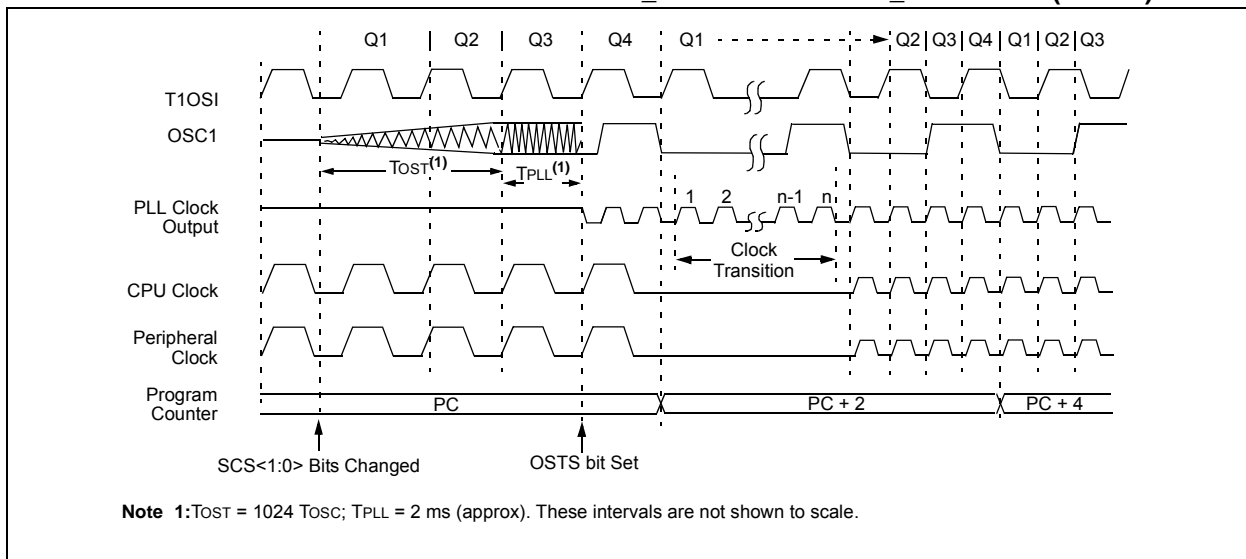 Q1 Q2 Q3 Q4 Q1 Q2 Q3 Q4 Q1 Q2 Q3
T1OSI
OSC1
TOST(1) TPLL(1)
1 2 n-1 n
PLL Clock
Output
Clock
Transition
CPU Clock
Peripheral
Clock
Program
Counter
PC PC + 2 PC + 4
SCS<1:0> Bits Changed OSTS bit Set
Note 1:TOST = 1024 TOSC; TPLL = 2 ms (approx). These intervals are not shown to scale.